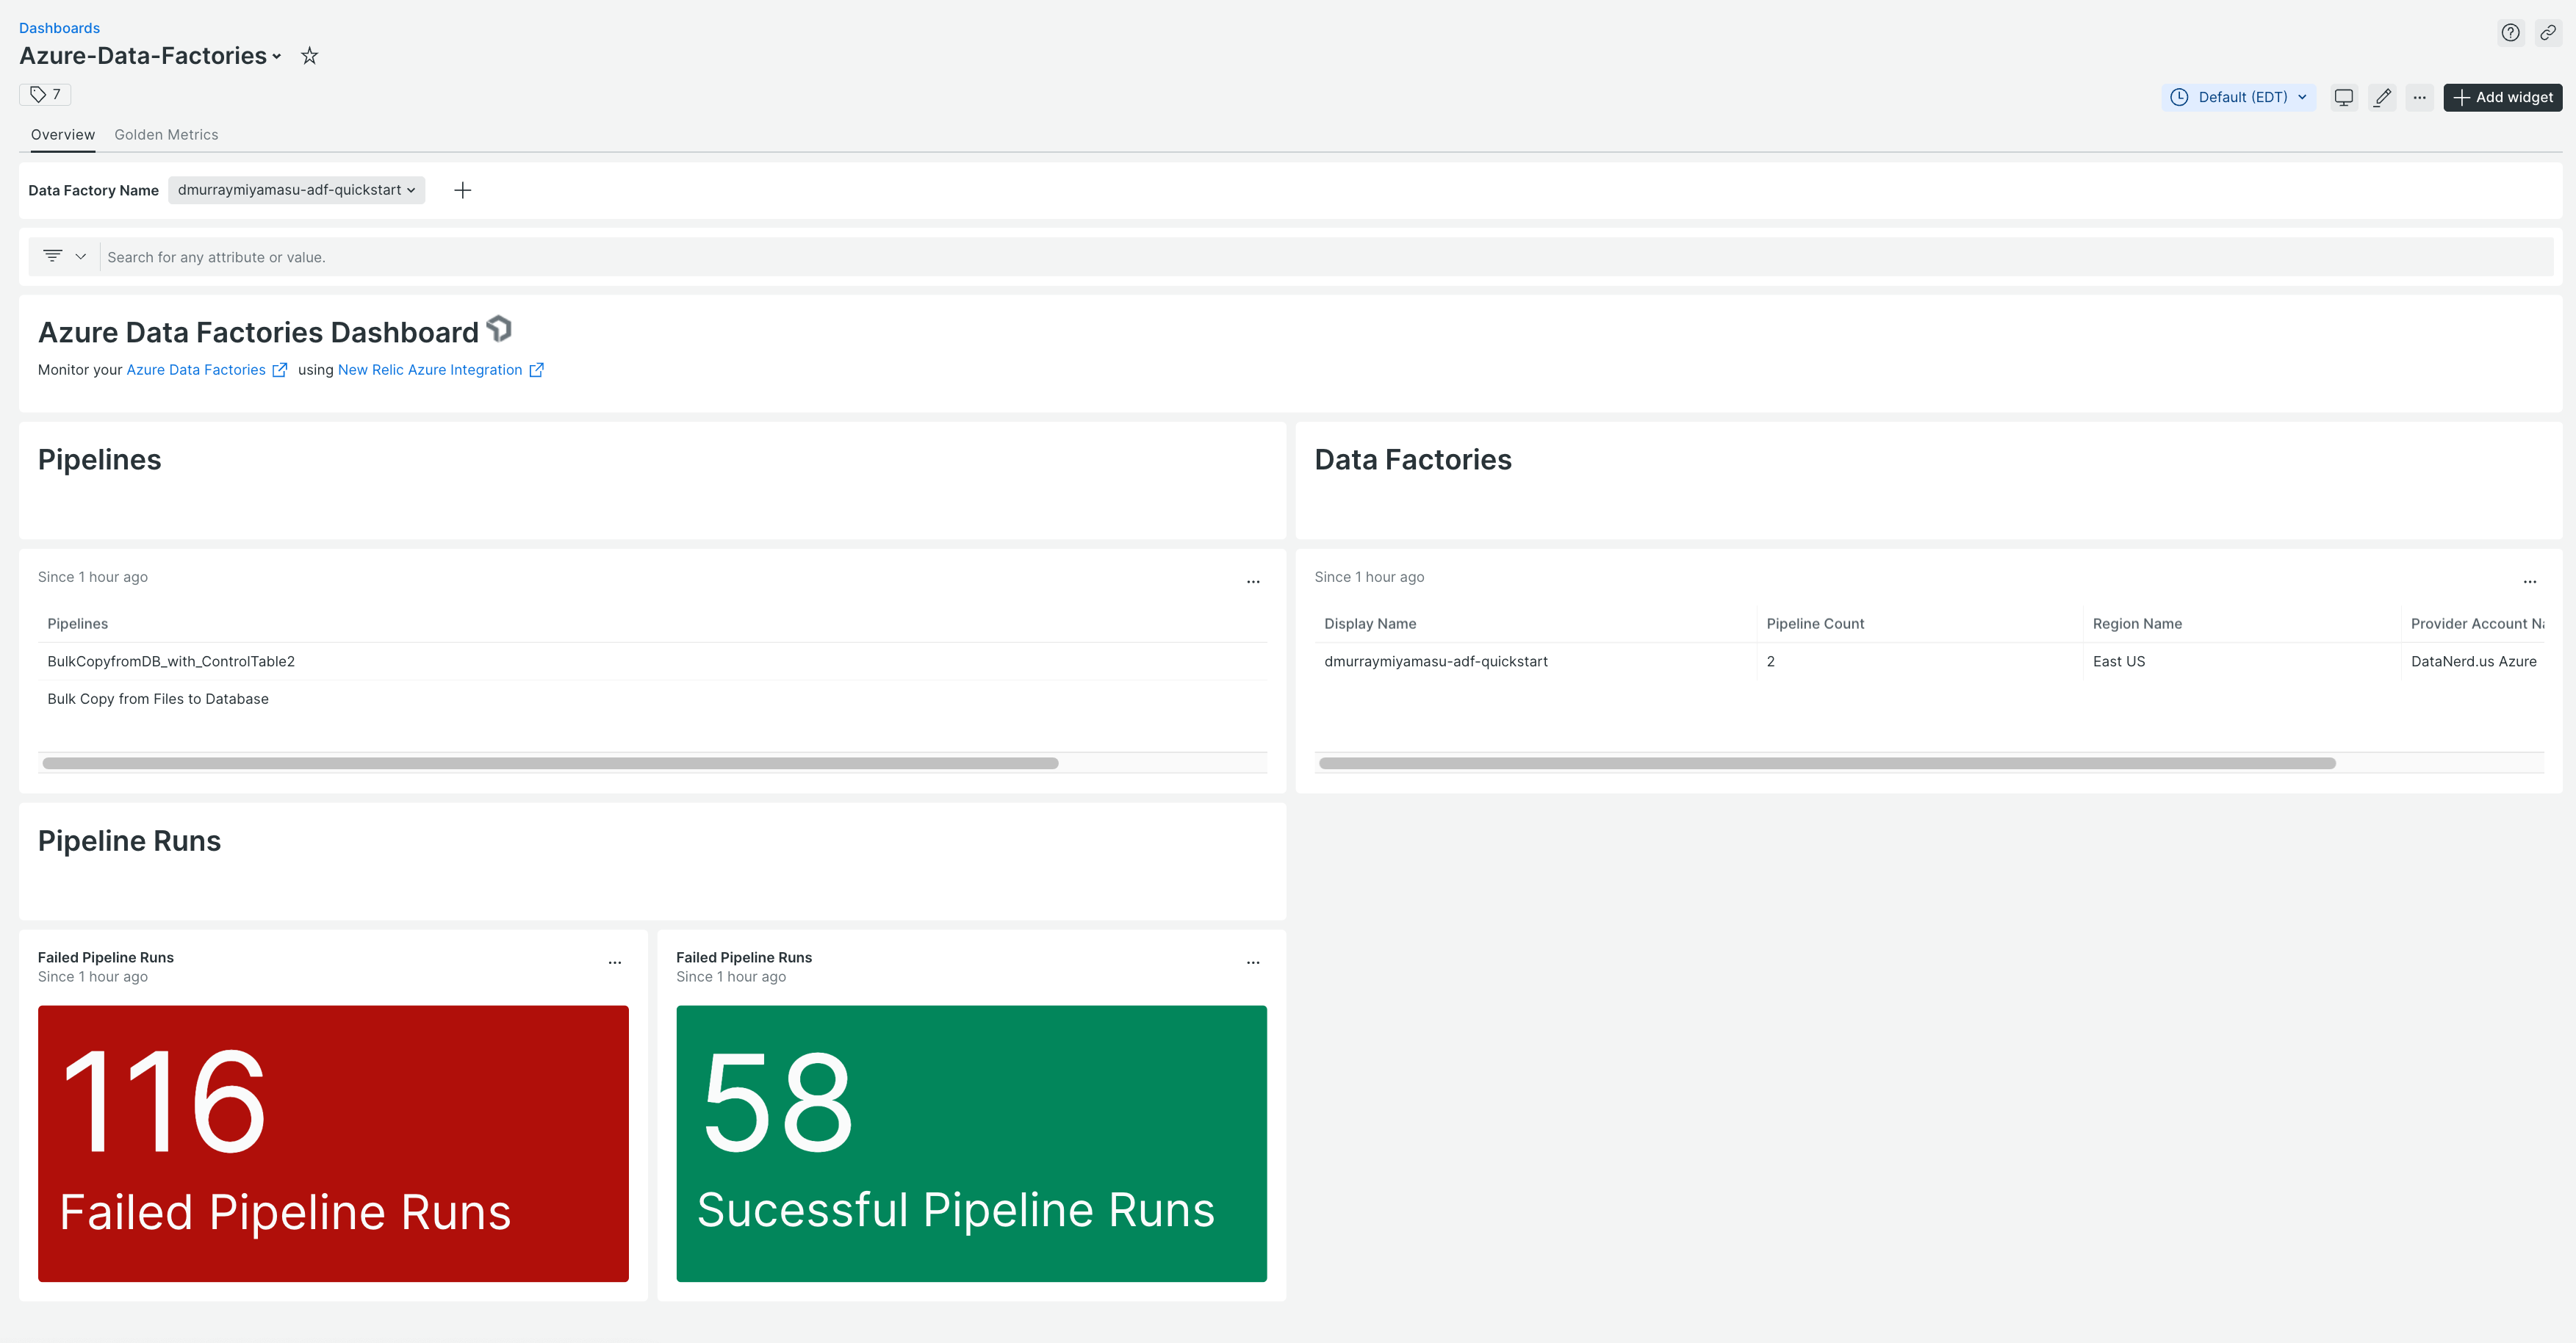 Dashboards
Azure-Data-Factories
7
Default (EDT)
... Add widget
Overview Golden Metrics
Data Factory Name dmurraymiyamasu-adf-quickstart
Search for any attribute or value.
Azure Data Factories Dashboard
Monitor your Azure Data Factories using New Relic Azure Integration
Pipelines
Data Factories
Since 1 hour ago ...
Pipelines
BulkCopyfromDB_with_ControlTable2
Bulk Copy from Files to Database
Since 1 hour ago ...
Display Name Pipeline Count Region Name Provider Account Na
dmurraymiyamasu-adf-quickstart 2 East US DataNerd.us Azure
Pipeline Runs
Failed Pipeline Runs ...
Since 1 hour ago
116
Failed Pipeline Runs
Failed Pipeline Runs ...
Since 1 hour ago
58
Sucessful Pipeline Runs